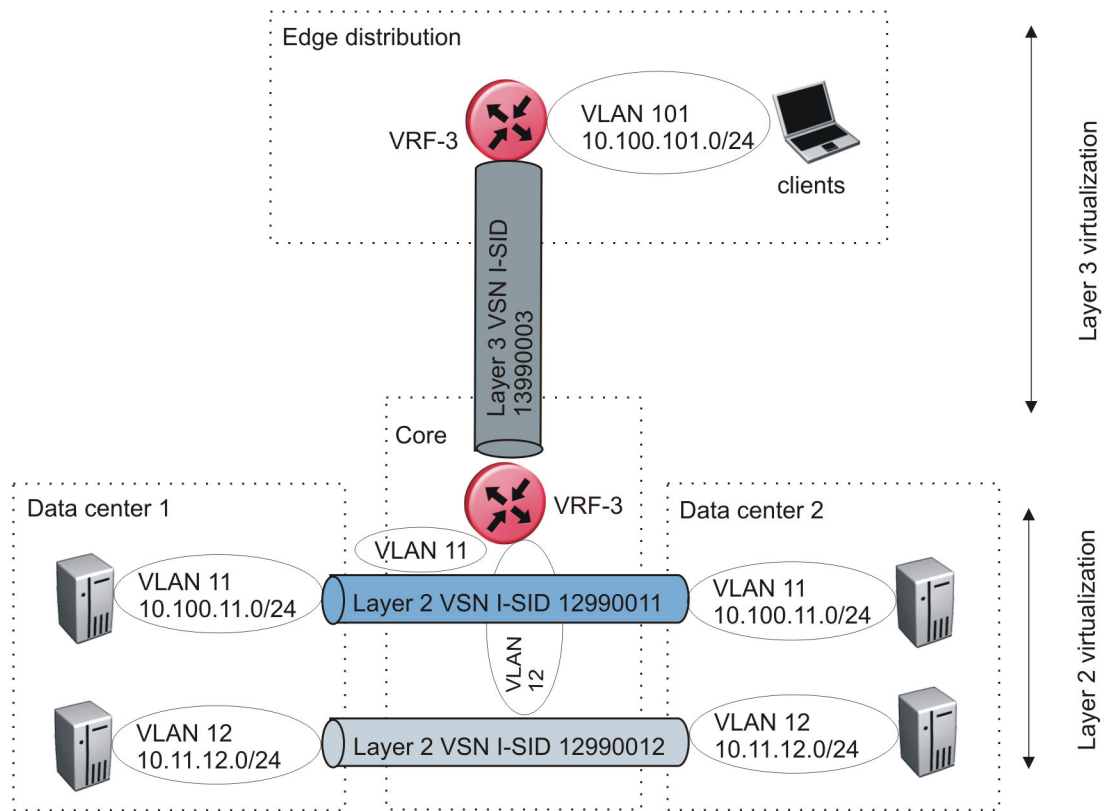 Edge distribution
VRF-3
VLAN 101
10.100.101.0/24
clients
Layer 3 virtualization
Layer 3 VSN I-SID
13990003
Core
VRF-3
Data center 1
Data center 2
VLAN 11
VLAN 11
10.100.11.0/24
Layer 2 VSN I-SID 12990011
VLAN 11
10.100.11.0/24
VLAN
12
VLAN 12
10.11.12.0/24
Layer 2 VSN I-SID 12990012
VLAN 12
10.11.12.0/24
Layer 2 virtualization